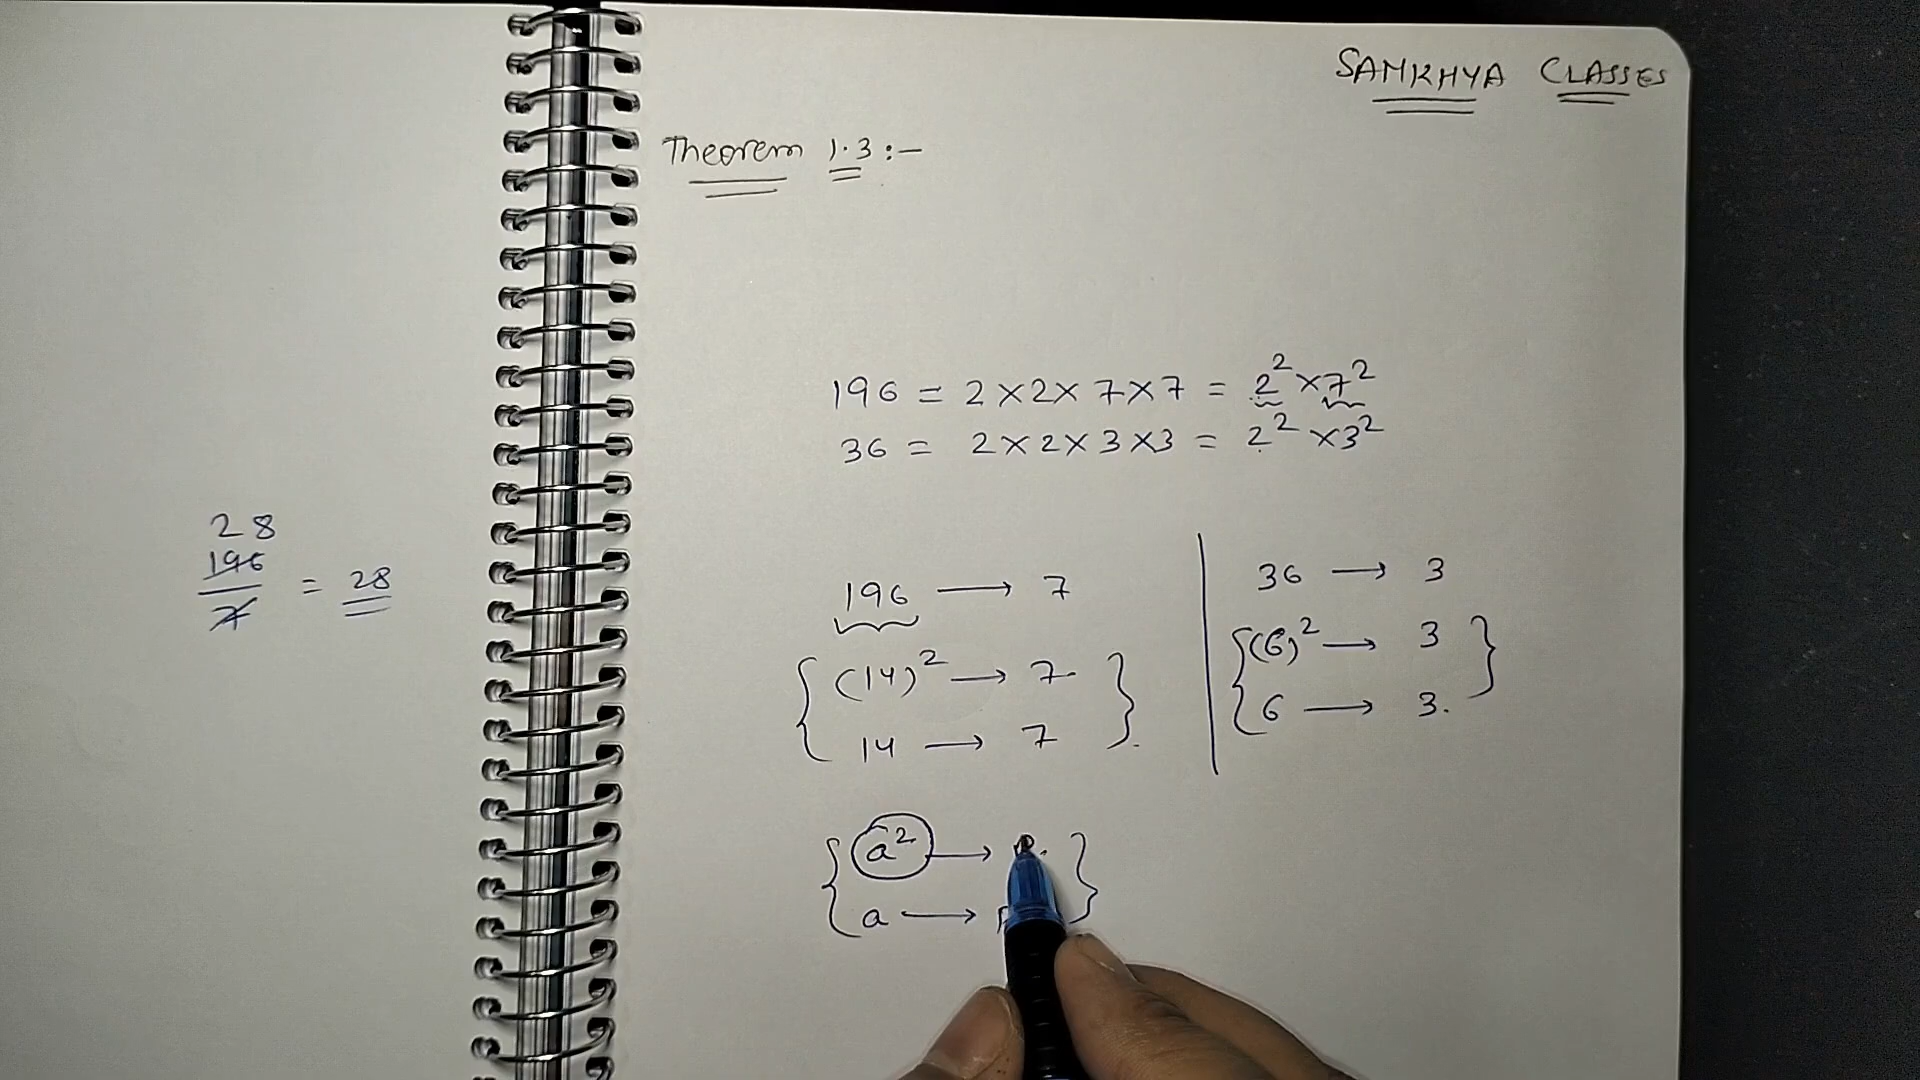 SAMKHYA CLASSES
Theorem 1.3 :-
196 = 2×2×7×7 = 2²×7²
36 = 2×2×3×3 = 2²×3²
28
196
7
= 28
196 → 7
(14)² → 7
14 → 7
36 → 3
(6)² → 3
6 → 3.
a² →
a →